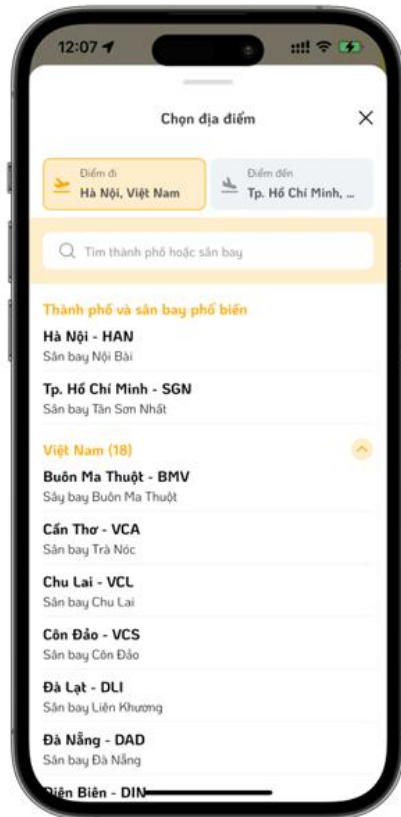 12:07
Chọn địa điểm
Điểm đi
Hà Nội, Việt Nam
Điểm đến
Tp. Hồ Chí Minh, ...
Tìm thành phố hoặc sân bay
Thành phố và sân bay phổ biến
Hà Nội - HAN
Sân bay Nội Bài
Tp. Hồ Chí Minh - SGN
Sân bay Tân Sơn Nhất
Việt Nam (18)
Buôn Ma Thuột - BMV
Sây bay Buôn Ma Thuột
Cần Thơ - VCA
Sân bay Trà Nóc
Chu Lai - VCL
Sân bay Chu Lai
Côn Đảo - VCS
Sân bay Côn Đảo
Đà Lạt - DLI
Sân bay Liên Khương
Đà Nẵng - DAD
Sân bay Đà Nẵng
Điện Biên - DIN